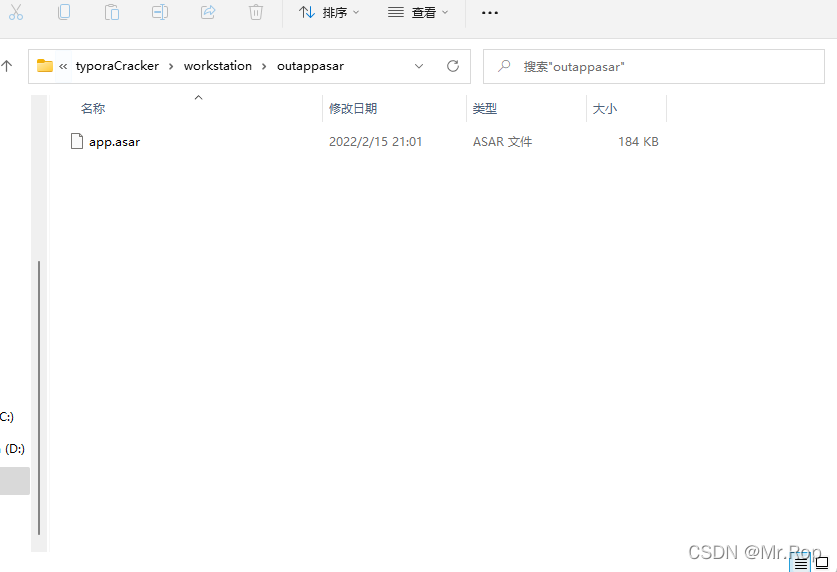 排序 查看
« typoraCracker › workstation › outappasar 搜索"outappasar"
名称 修改日期 类型 大小
app.asar 2022/2/15 21:01 ASAR 文件 184 KB
C:)
(D:)
CSDN @Mr.Rop